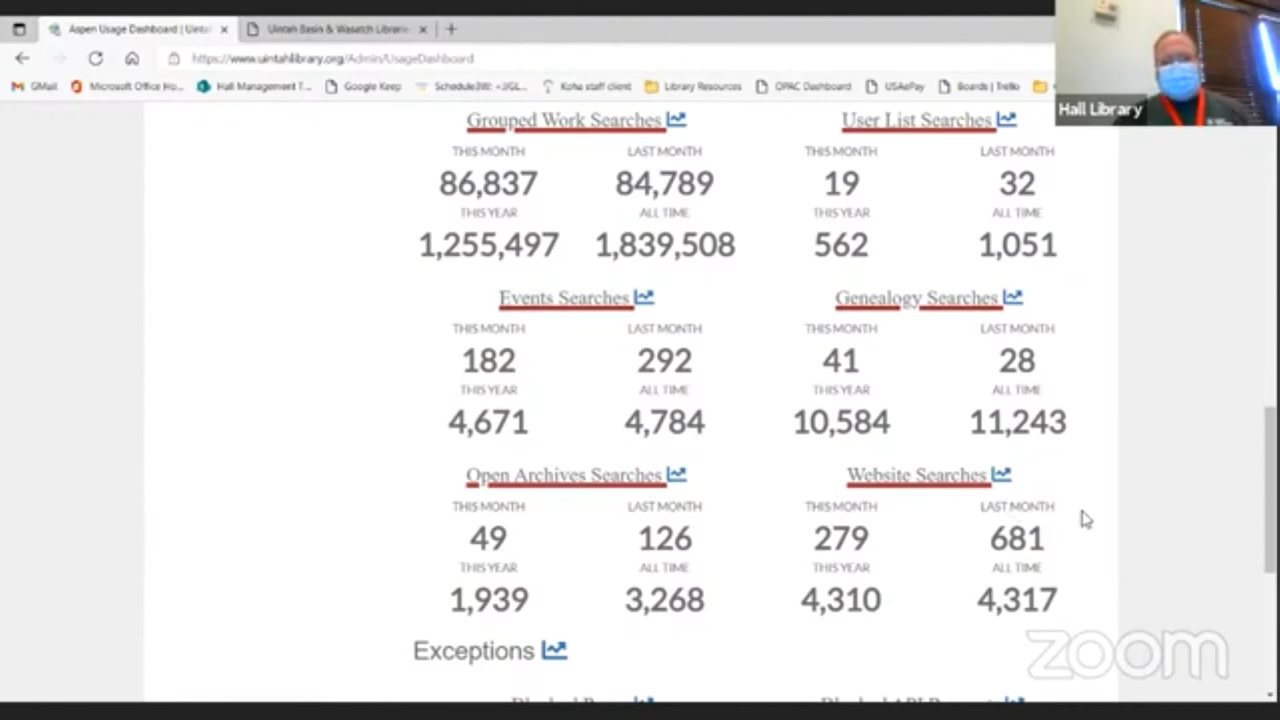 Aspen Usage Dashboard | Uinta
Uintah Basin & Wasatch Librarie
https://www.uintahlibrary.org/Admin/UsageDashboard
GMail
Microsoft Office Ho...
Hall Management T...
Google Keep
Schedule3W: +JGL...
Koha staff client
Library Resources
OPAC Dashboard
USAePay
Boards | Trello
Hall Library
Grouped Work Searches
User List Searches
THIS MONTH LAST MONTH THIS MONTH LAST MONTH
86,837 84,789 19 32
THIS YEAR ALL TIME THIS YEAR ALL TIME
1,255,497 1,839,508 562 1,051
Events Searches
Genealogy Searches
THIS MONTH LAST MONTH THIS MONTH LAST MONTH
182 292 41 28
THIS YEAR ALL TIME THIS YEAR ALL TIME
4,671 4,784 10,584 11,243
Open Archives Searches
Website Searches
THIS MONTH LAST MONTH THIS MONTH LAST MONTH
49 126 279 681
THIS YEAR ALL TIME THIS YEAR ALL TIME
1,939 3,268 4,310 4,317
Exceptions
zoom